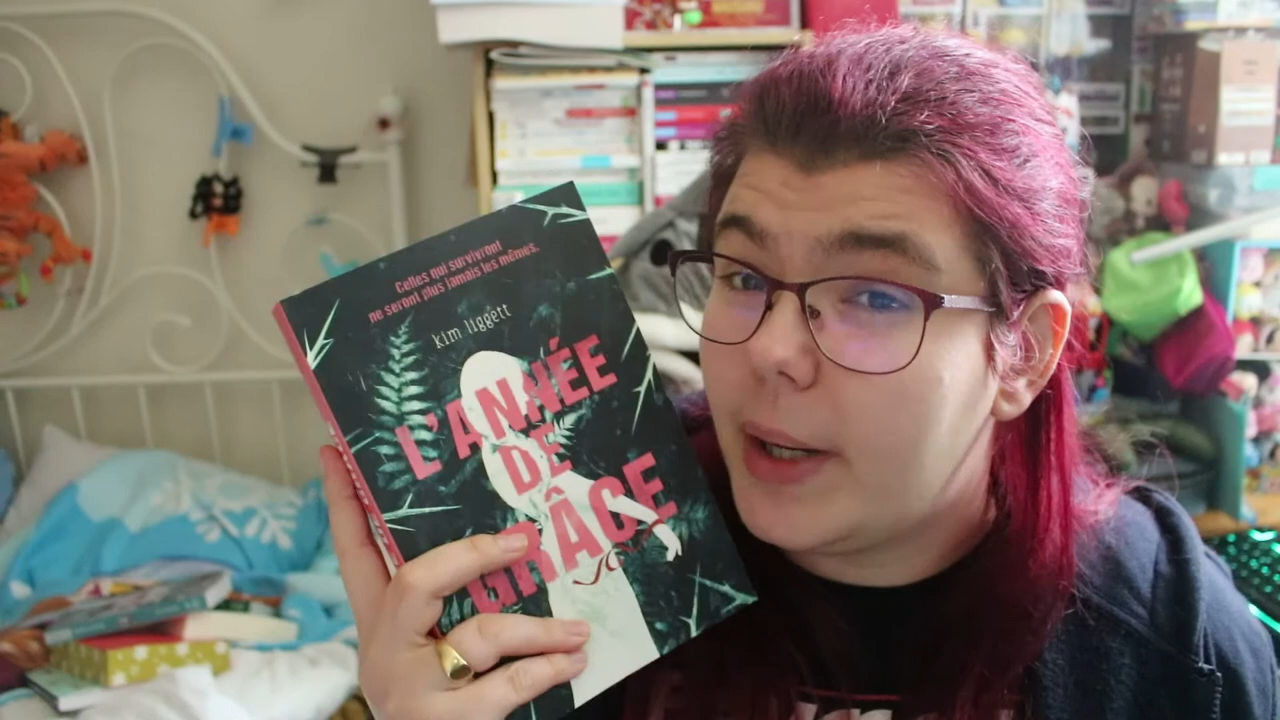 Celles qui survivront
ne seront plus jamais les mêmes.
kim liggett
L'ANNÉE
DE
GRÂCE